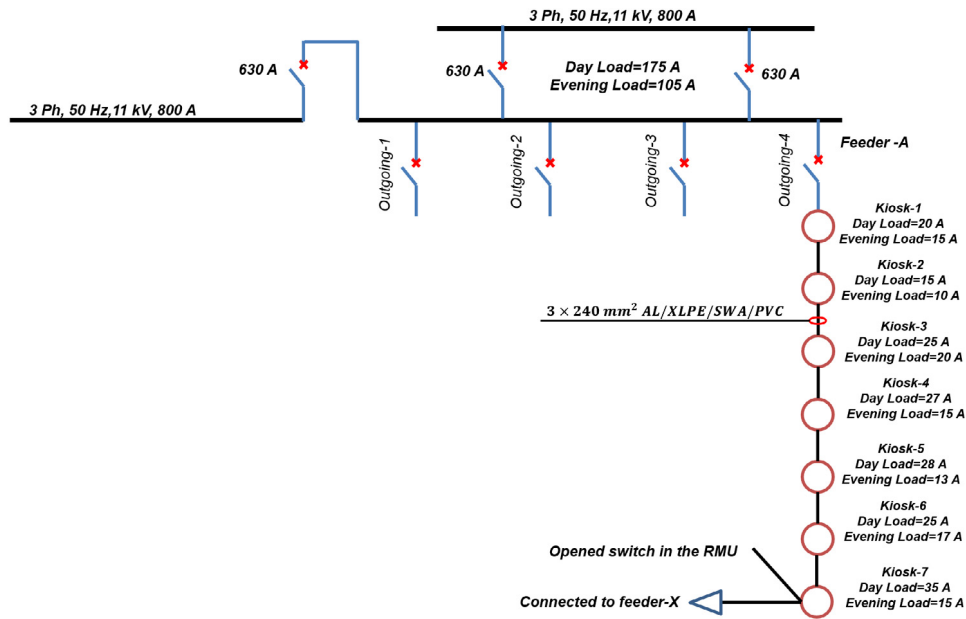 3 Ph, 50 Hz,11 kV, 800 A
630 A
630 A
Day Load=175 A
Evening Load=105 A
630 A
3 Ph, 50 Hz,11 kV, 800 A
Outgoing-1
Outgoing-2
Outgoing-3
Outgoing-4
Feeder -A
Kiosk-1
Day Load=20 A
Evening Load=15 A
Kiosk-2
Day Load=15 A
Evening Load=10 A
3 × 240 mm² AL/XLPE/SWA/PVC
Kiosk-3
Day Load=25 A
Evening Load=20 A
Kiosk-4
Day Load=27 A
Evening Load=15 A
Kiosk-5
Day Load=28 A
Evening Load=13 A
Kiosk-6
Day Load=25 A
Evening Load=17 A
Opened switch in the RMU
Kiosk-7
Day Load=35 A
Evening Load=15 A
Connected to feeder-X